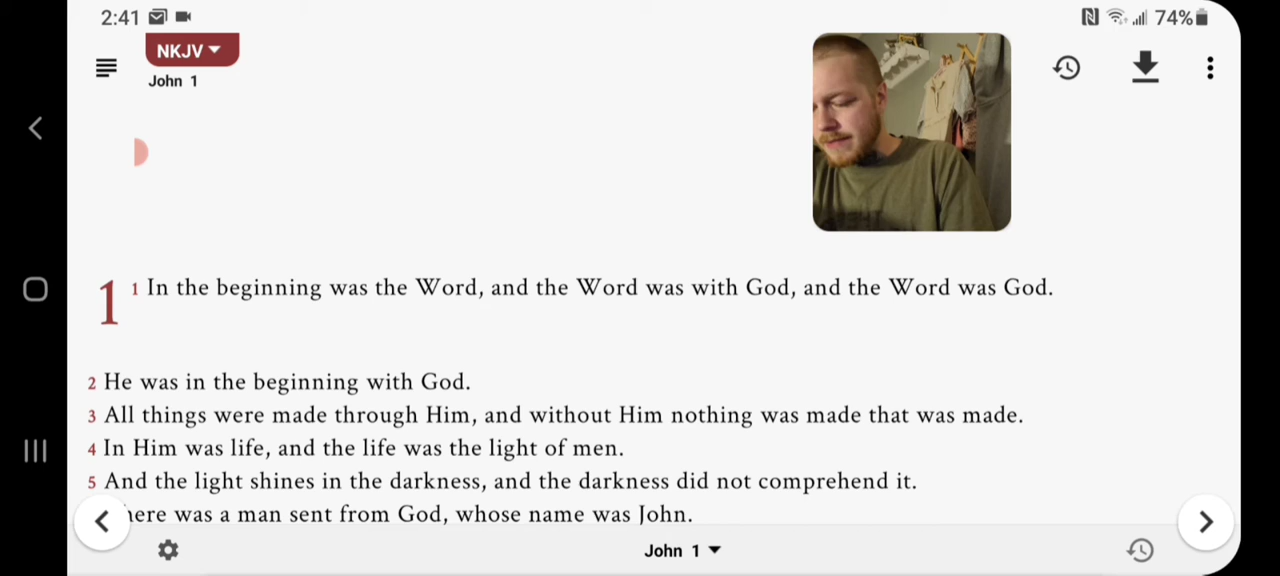 2:41 74%
NKJV
John 1
1 1 In the beginning was the Word, and the Word was with God, and the Word was God.
2 He was in the beginning with God.
3 All things were made through Him, and without Him nothing was made that was made.
4 In Him was life, and the life was the light of men.
5 And the light shines in the darkness, and the darkness did not comprehend it.
here was a man sent from God, whose name was John.
John 1